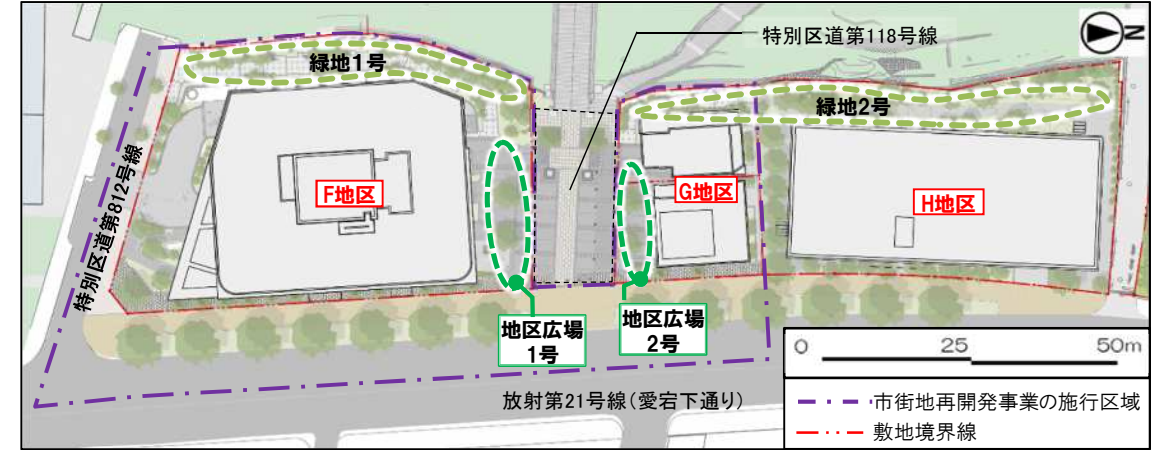 特別区道第118号線
N
緑地1号
緑地2号
F地区
G地区
H地区
特別区道第812号線
地区広場
1号
地区広場
2号
放射第21号線(愛宕下通り)
0 25 50m
市街地再開発事業の施行区域
敷地境界線